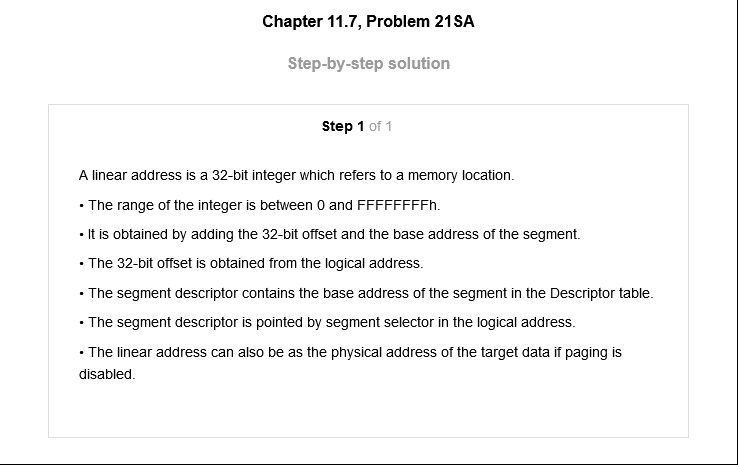 Chapter 11.7, Problem 21SA
Step-by-step solution
Step 1 of 1
A linear address is a 32-bit integer which refers to a memory location.
• The range of the integer is between 0 and FFFFFFFFh.
• It is obtained by adding the 32-bit offset and the base address of the segment.
• The 32-bit offset is obtained from the logical address.
• The segment descriptor contains the base address of the segment in the Descriptor table.
• The segment descriptor is pointed by segment selector in the logical address.
• The linear address can also be as the physical address of the target data if paging is
disabled.